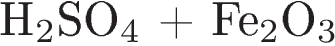 H₂SO₄ + Fe₂O₃